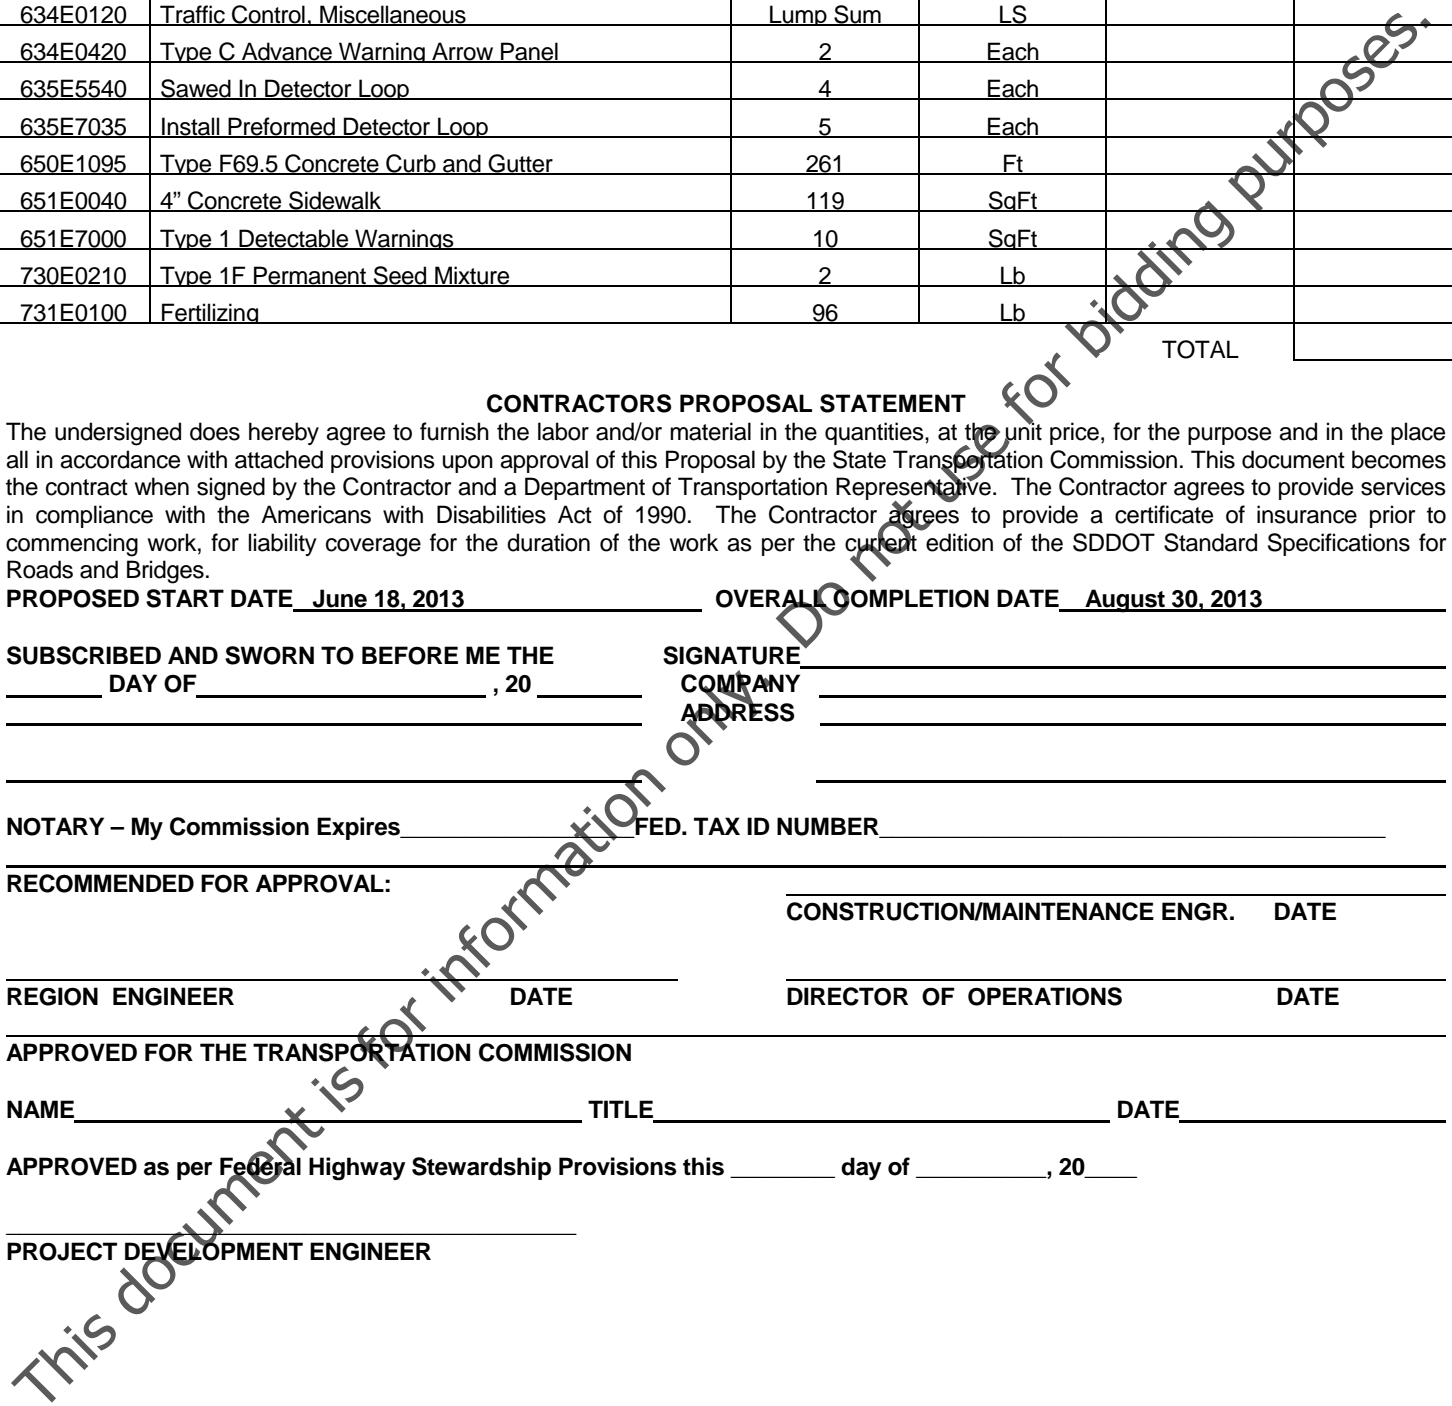 634E0120 Traffic Control, Miscellaneous Lump Sum LS
634E0420 Type C Advance Warning Arrow Panel 2 Each
635E5540 Sawed In Detector Loop 4 Each
635E7035 Install Preformed Detector Loop 5 Each
650E1095 Type F69.5 Concrete Curb and Gutter 261 Ft
651E0040 4” Concrete Sidewalk 119 SqFt
651E7000 Type 1 Detectable Warnings 10 SqFt
730E0210 Type 1F Permanent Seed Mixture 2 Lb
731E0100 Fertilizing 96 Lb
TOTAL
CONTRACTORS PROPOSAL STATEMENT
The undersigned does hereby agree to furnish the labor and/or material in the quantities, at the unit price, for the purpose and in the place
all in accordance with attached provisions upon approval of this Proposal by the State Transportation Commission. This document becomes
the contract when signed by the Contractor and a Department of Transportation Representative. The Contractor agrees to provide services
in compliance with the Americans with Disabilities Act of 1990. The Contractor agrees to provide a certificate of insurance prior to
commencing work, for liability coverage for the duration of the work as per the current edition of the SDDOT Standard Specifications for
Roads and Bridges.
PROPOSED START DATE June 18, 2013 OVERALL COMPLETION DATE August 30, 2013
SUBSCRIBED AND SWORN TO BEFORE ME THE SIGNATURE
________ DAY OF ________ , 20 ________ COMPANY
ADDRESS
NOTARY – My Commission Expires__________________FED. TAX ID NUMBER_______________________________________
RECOMMENDED FOR APPROVAL:
CONSTRUCTION/MAINTENANCE ENGR. DATE
REGION ENGINEER DATE DIRECTOR OF OPERATIONS DATE
APPROVED FOR THE TRANSPORTATION COMMISSION
NAME TITLE DATE
APPROVED as per Federal Highway Stewardship Provisions this ________ day of __________, 20____
PROJECT DEVELOPMENT ENGINEER
This document is for information only. Do not use for bidding purposes.